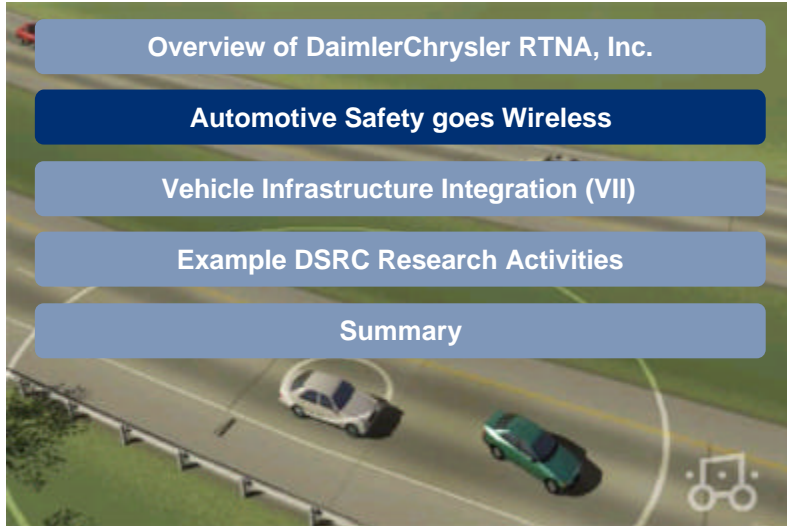 Overview of DaimlerChrysler RTNA, Inc.
Automotive Safety goes Wireless
Vehicle Infrastructure Integration (VII)
Example DSRC Research Activities
Summary